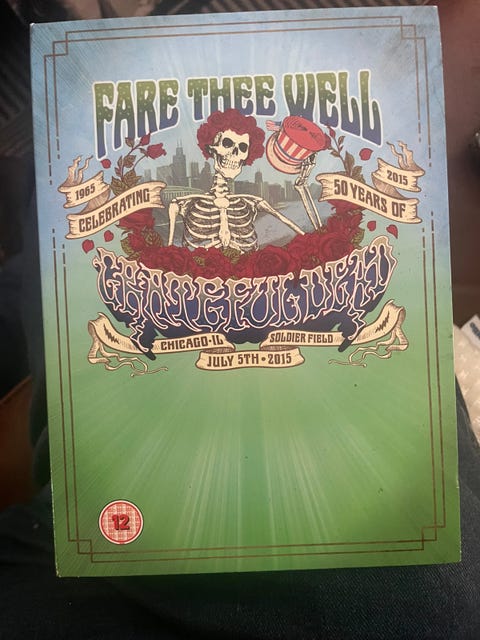 FARE THEE WELL
1965
2015
CELEBRATING
50 YEARS OF
GRATEFUL DEAD
CHICAGO·IL
SOLDIER FIELD
JULY 5TH·2015
12